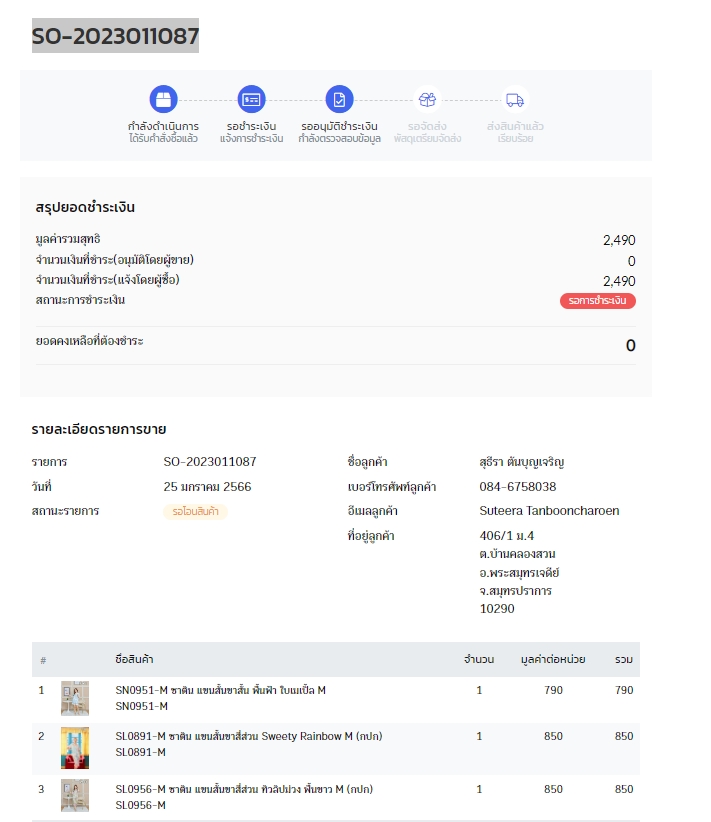 SO-2023011087
กำลังดำเนินการ
ได้รับคำสั่งซื้อแล้ว
รอชำระเงิน
แจ้งการชำระเงิน
รออนุมัติชำระเงิน
กำลังตรวจสอบข้อมูล
รอจัดส่ง
พัสดุเตรียมจัดส่ง
ส่งสินค้าแล้ว
เรียบร้อย
สรุปยอดชำระเงิน
มูลค่ารวมสุทธิ 2,490
จำนวนเงินที่ชำระ(อนุมัติโดยผู้ขาย) 0
จำนวนเงินที่ชำระ(แจ้งโดยผู้ซื้อ) 2,490
สถานะการชำระเงิน รอการชำระเงิน
ยอดคงเหลือที่ต้องชำระ 0
รายละเอียดรายการขาย
รายการ SO-2023011087 ชื่อลูกค้า สุธีรา ตันบุญเจริญ
วันที่ 25 มกราคม 2566 เบอร์โทรศัพท์ลูกค้า 084-6758038
สถานะรายการ รอโอนสินค้า อีเมลลูกค้า Suteera Tanbooncharoen
ที่อยู่ลูกค้า 406/1 ม.4
ต.บ้านคลองสวน
อ.พระสมุทรเจดีย์
จ.สมุทรปราการ
10290
# ชื่อสินค้า จำนวน มูลค่าต่อหน่วย รวม
1 SN0951-M ซาติน แขนสั้นขาสั้น พื้นฟ้า ใบเมเปิ้ล M 1 790 790
SN0951-M
2 SL0891-M ซาติน แขนสั้นขาสี่ส่วน Sweety Rainbow M (กปก) 1 850 850
SL0891-M
3 SL0956-M ซาติน แขนสั้นขาสี่ส่วน ทิวลิปม่วง พื้นขาว M (กปก) 1 850 850
SL0956-M